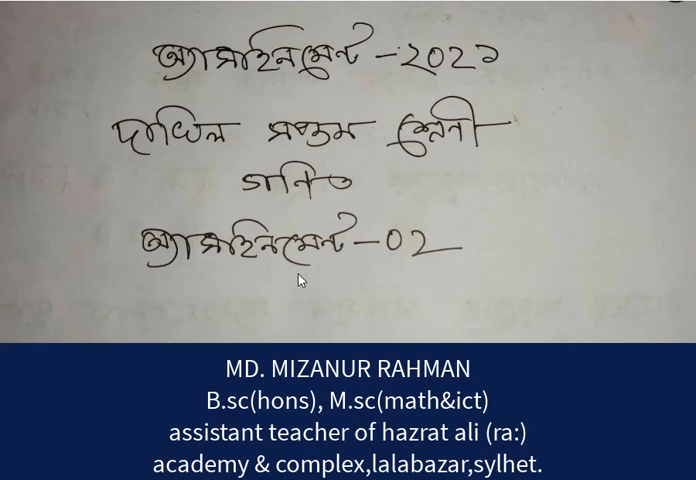 অ্যাসাইনমেন্ট -২০২১
দাখিল সপ্তম শ্রেনী
গনিত
অ্যাসাইনমেন্ট -০২
MD. MIZANUR RAHMAN
B.sc(hons), M.sc(math&ict)
assistant teacher of hazrat ali (ra:)
academy & complex,lalabazar,sylhet.